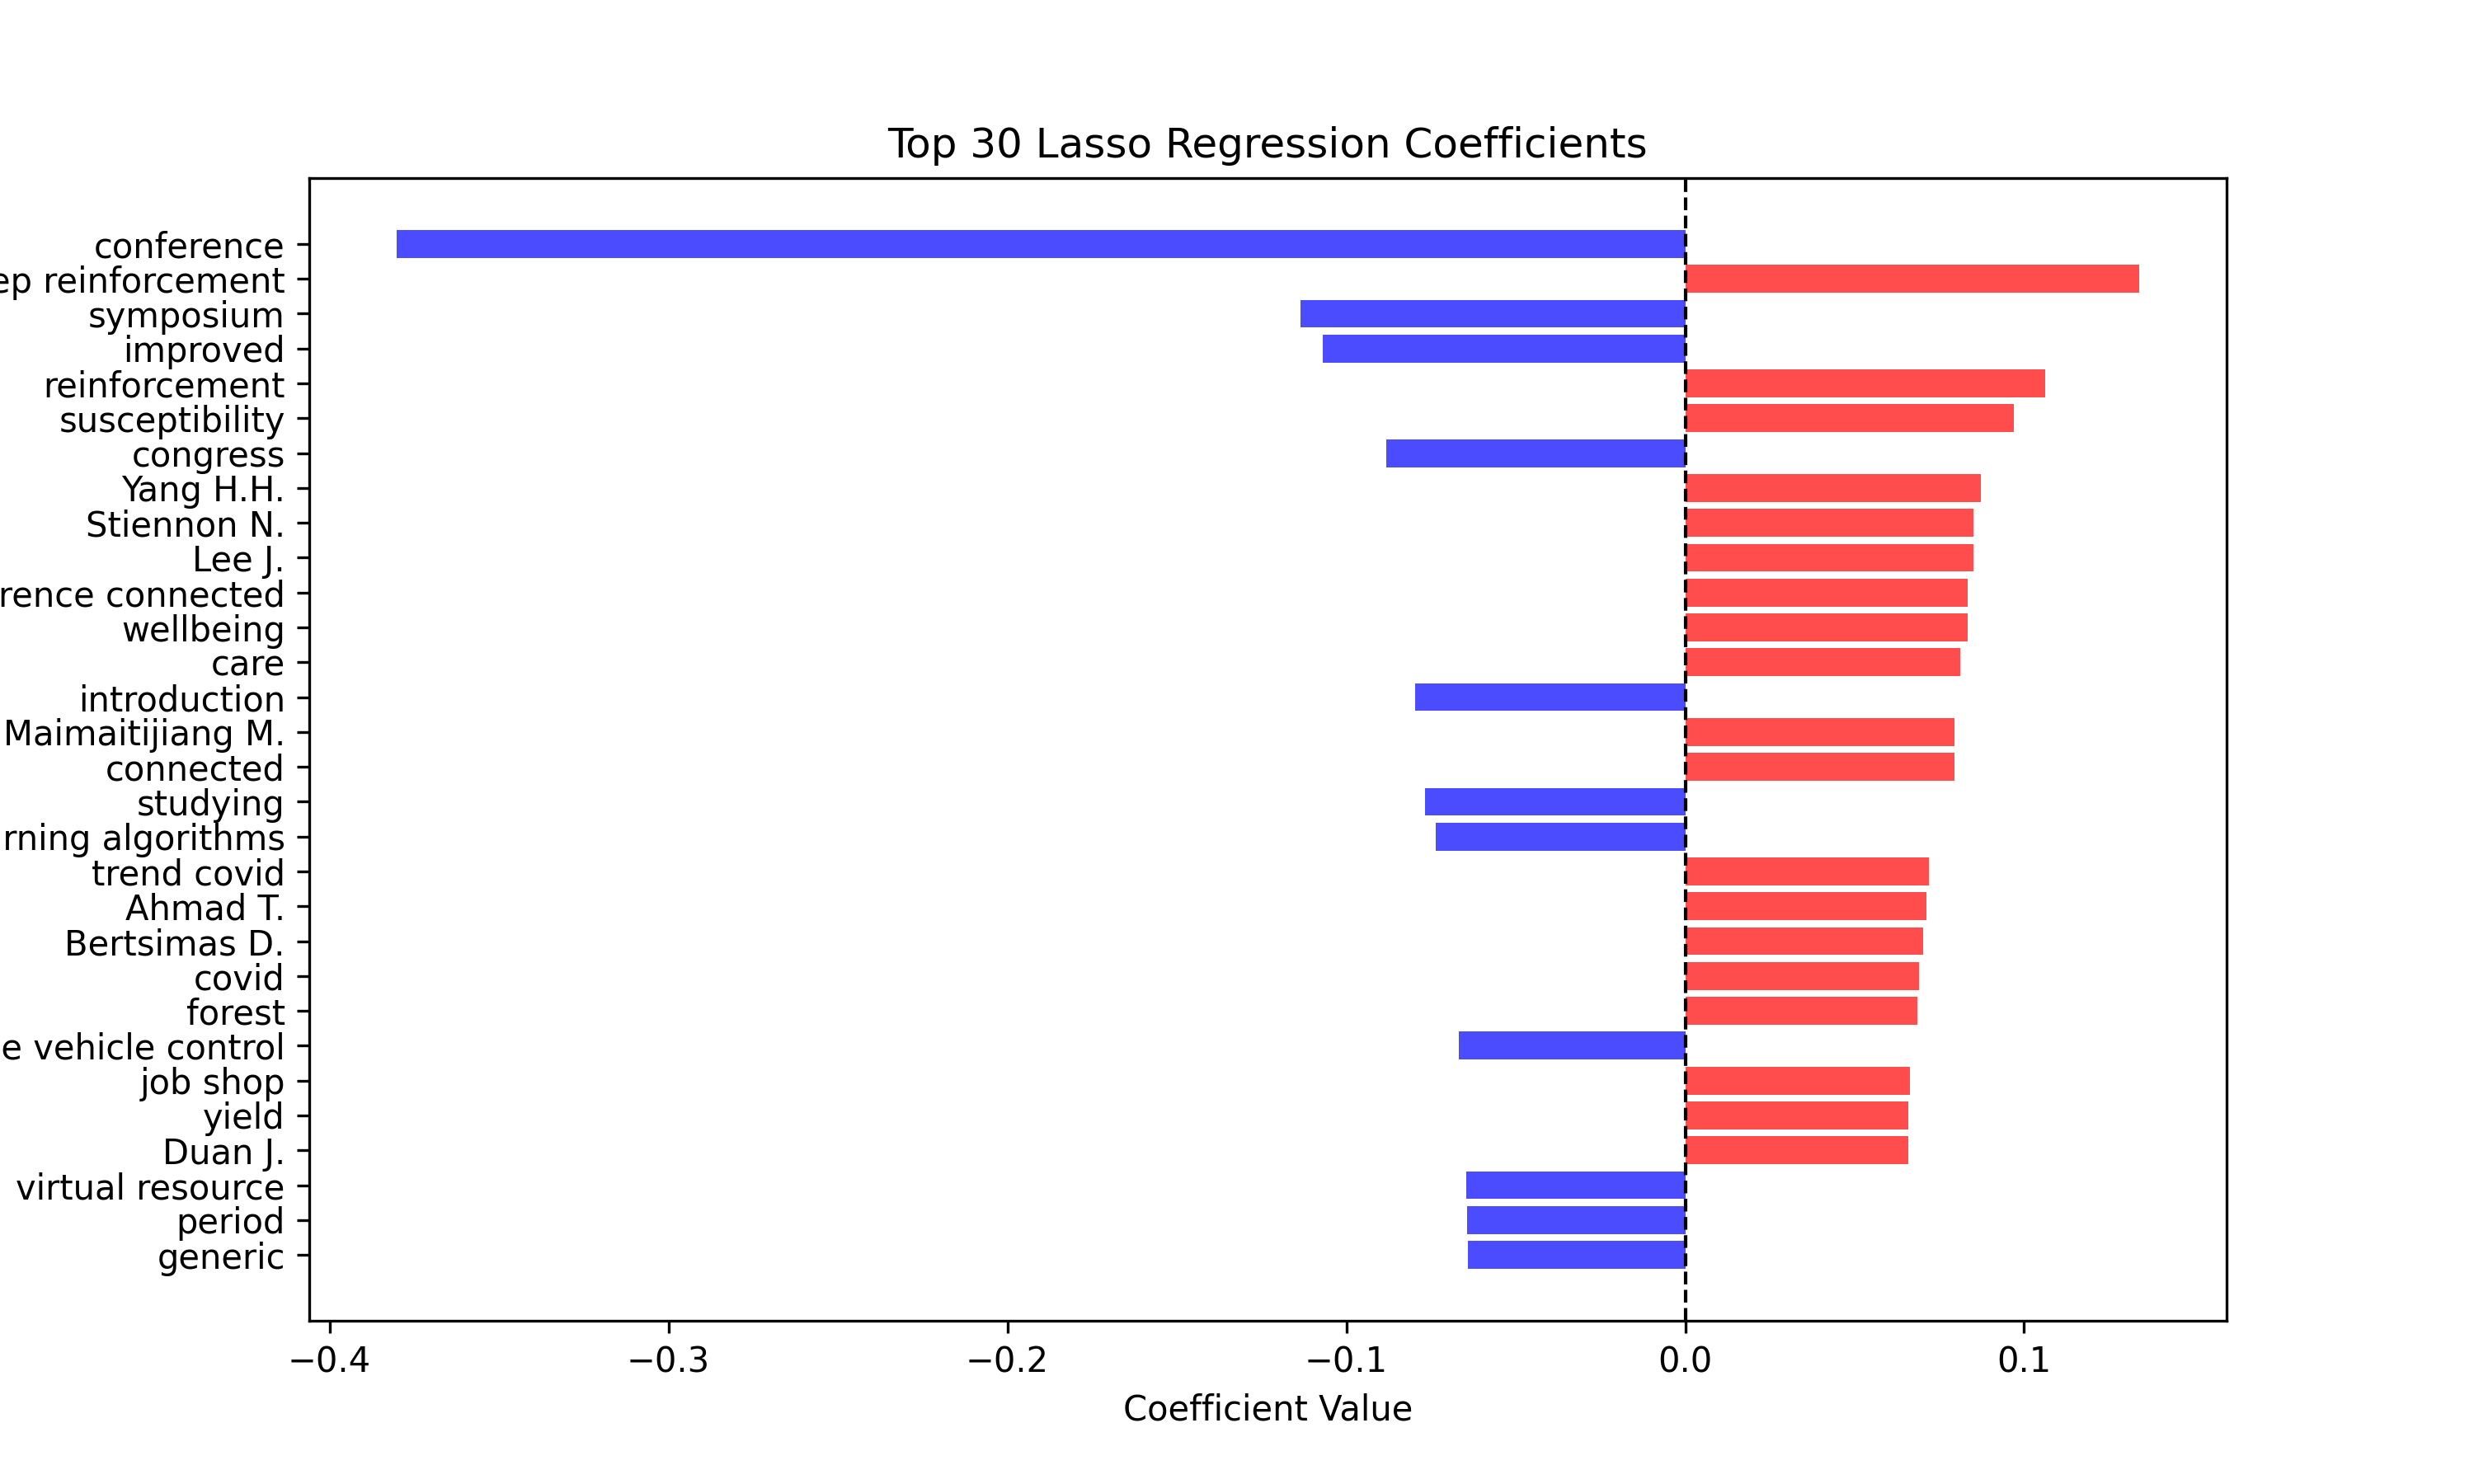 Top 30 Lasso Regression Coefficients
conference
ep reinforcement
symposium
improved
reinforcement
susceptibility
congress
Yang H.H.
Stiennon N.
Lee J.
rence connected
wellbeing
care
introduction
Maimaitijiang M.
connected
studying
rning algorithms
trend covid
Ahmad T.
Bertsimas D.
covid
forest
e vehicle control
job shop
yield
Duan J.
virtual resource
period
generic
−0.4 −0.3 −0.2 −0.1 0.0 0.1
Coefficient Value